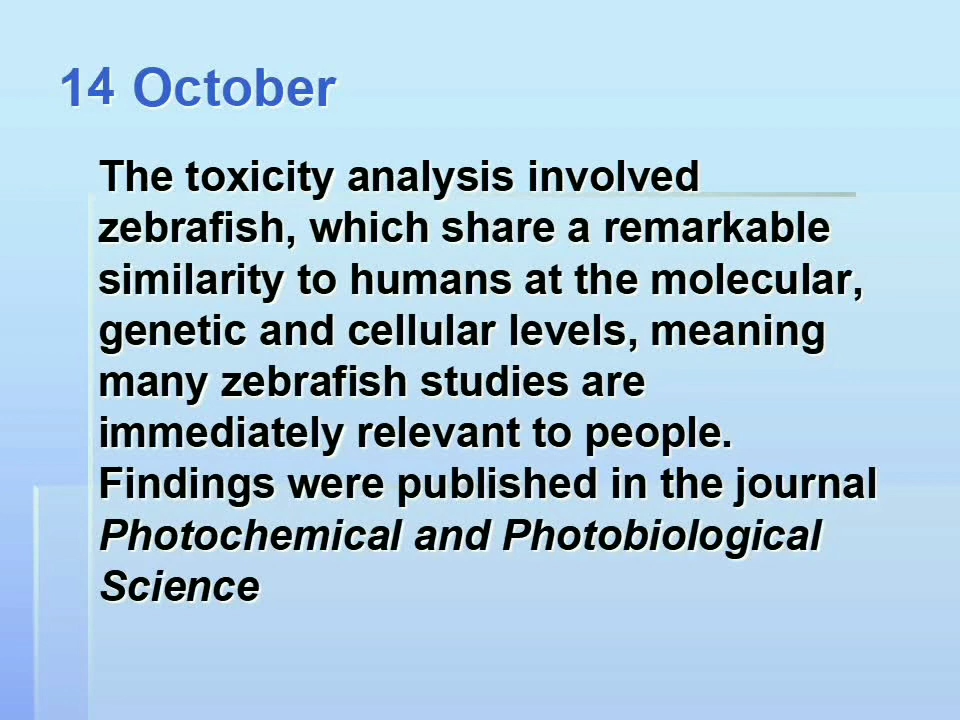 14 October
The toxicity analysis involved
zebrafish, which share a remarkable
similarity to humans at the molecular,
genetic and cellular levels, meaning
many zebrafish studies are
immediately relevant to people.
Findings were published in the journal
Photochemical and Photobiological
Science